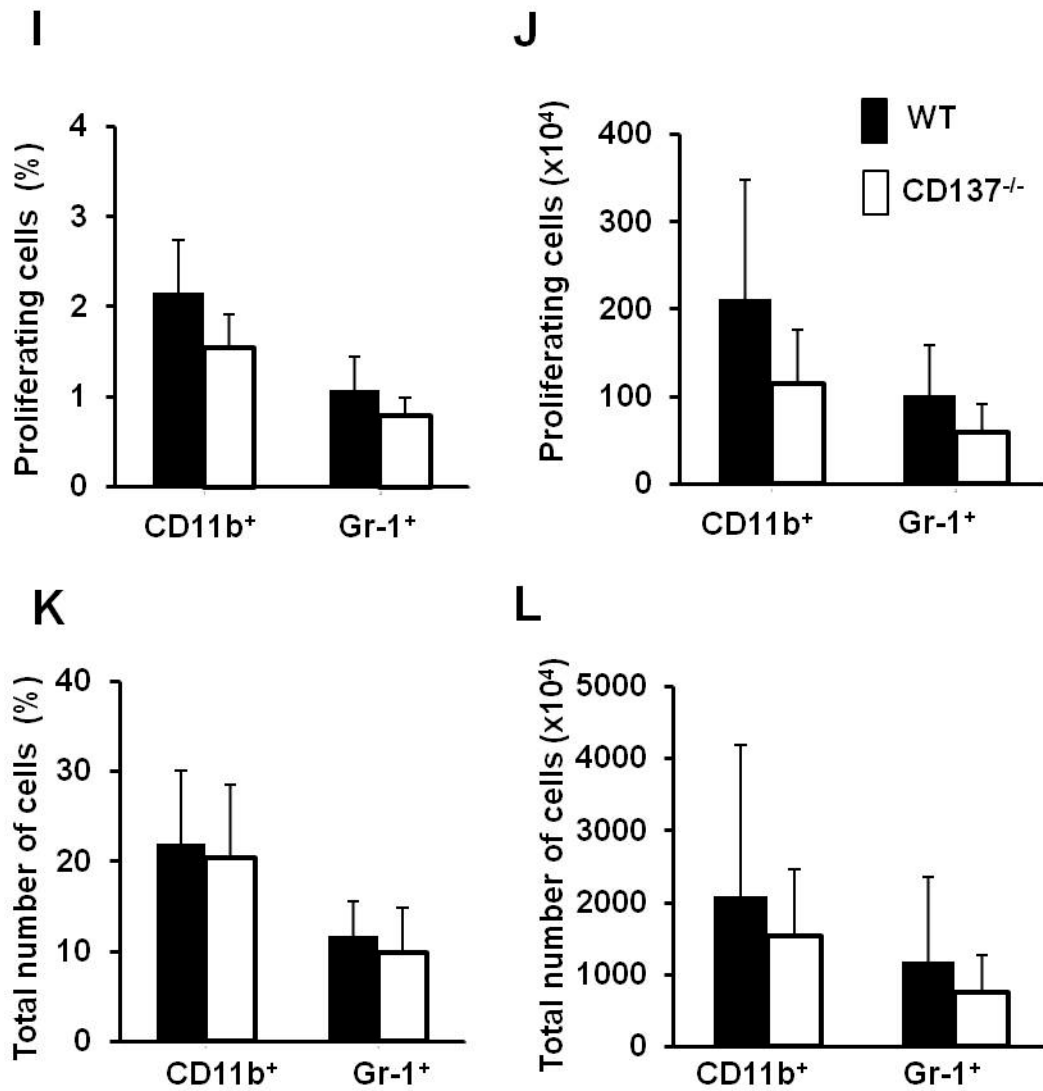 I
Proliferating cells (%)
4
3
2
1
0
CD11b⁺ Gr-1⁺
J
Proliferating cells (x10⁴)
400
300
200
100
0
CD11b⁺ Gr-1⁺
WT
CD137⁻/⁻
K
Total number of cells (%)
40
30
20
10
0
CD11b⁺ Gr-1⁺
L
Total number of cells (x10⁴)
5000
4000
3000
2000
1000
0
CD11b⁺ Gr-1⁺